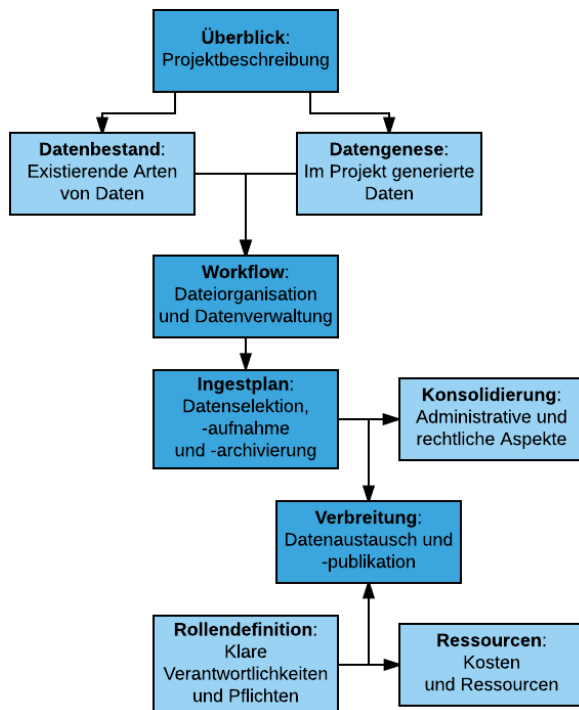 Überblick:
Projektbeschreibung
Datenbestand:
Existierende Arten
von Daten
Datengenese:
Im Projekt generierte
Daten
Workflow:
Dateiorganisation
und Datenverwaltung
Ingestplan:
Datenselektion,
-aufnahme
und -archivierung
Konsolidierung:
Administrative und
rechtliche Aspekte
Verbreitung:
Datenaustausch und
-publikation
Rollendefinition:
Klare
Verantwortlichkeiten
und Pflichten
Ressourcen:
Kosten
und Ressourcen